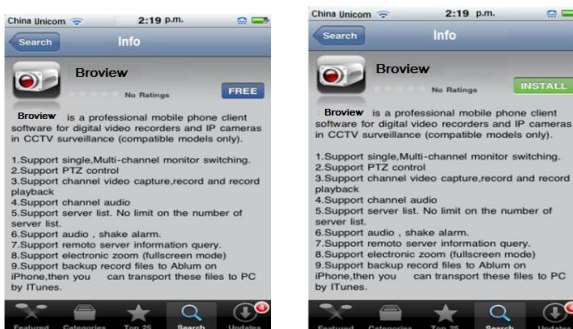 China Unicom 2:19 p.m.
Search Info
Broview
No Ratings FREE
Broview is a professional mobile phone client
software for digital video recorders and IP cameras
in CCTV surveillance (compatible models only).
1.Support single,Multi-channel monitor switching.
2.Support PTZ control
3.Support channel video capture,record and record
playback
4.Support channel audio
5.Support server list. No limit on the number of
server list.
6.Support audio , shake alarm.
7.Support remoto server information query.
8.Support electronic zoom (fullscreen mode)
9.Support backup record files to Ablum on
iPhone,then you can transport these files to PC
by ITunes.
Featured Categories Top 25 Search Updates
China Unicom 2:19 p.m.
Search Info
Broview
No Ratings INSTALL
Broview is a professional mobile phone client
software for digital video recorders and IP cameras
in CCTV surveillance (compatible models only).
1.Support single,Multi-channel monitor switching.
2.Support PTZ control
3.Support channel video capture,record and record
playback
4.Support channel audio
5.Support server list. No limit on the number of
server list.
6.Support audio , shake alarm.
7.Support remoto server information query.
8.Support electronic zoom (fullscreen mode)
9.Support backup record files to Ablum on
iPhone,then you can transport these files to PC
by ITunes.
Featured Categories Top 25 Search Updates